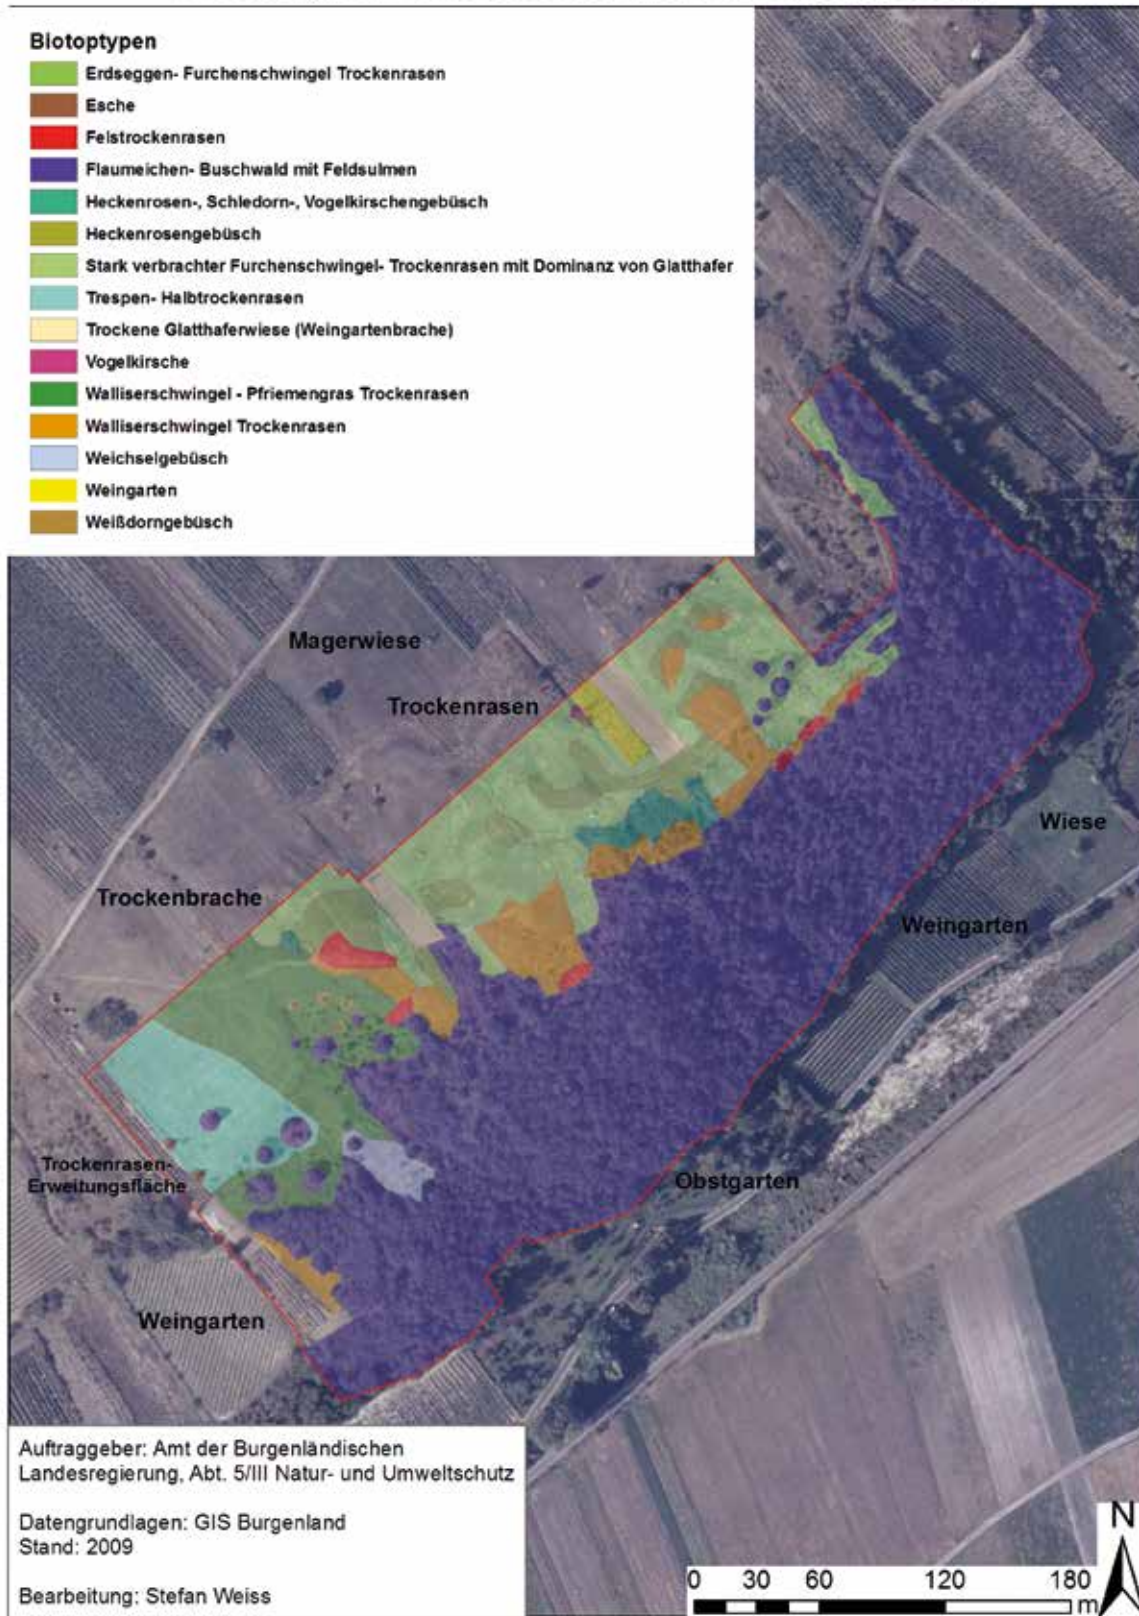 Biotoptypen
Erdseggen- Furchenschwingel Trockenrasen
Esche
Felstrockenrasen
Flaumeichen- Buschwald mit Feldsulmen
Heckenrosen-, Schledorn-, Vogelkirschengebüsch
Heckenrosengebüsch
Stark verbrachter Furchenschwingel- Trockenrasen mit Dominanz von Glatthafer
Trespen- Halbtrockenrasen
Trockene Glatthaferwiese (Weingartenbrache)
Vogelkirsche
Walliserschwingel - Pfriemengras Trockenrasen
Walliserschwingel Trockenrasen
Weichselgebüsch
Weingarten
Weißdorngebüsch
Magerwiese
Trockenrasen
Wiese
Trockenbrache
Weingarten
Trockenrasen-
Erweitungsfläche
Obstgarten
Weingarten
Auftraggeber: Amt der Burgenländischen
Landesregierung, Abt. 5/III Natur- und Umweltschutz
Datengrundlagen: GIS Burgenland
Stand: 2009
Bearbeitung: Stefan Weiss
N
0 30 60 120 180
m